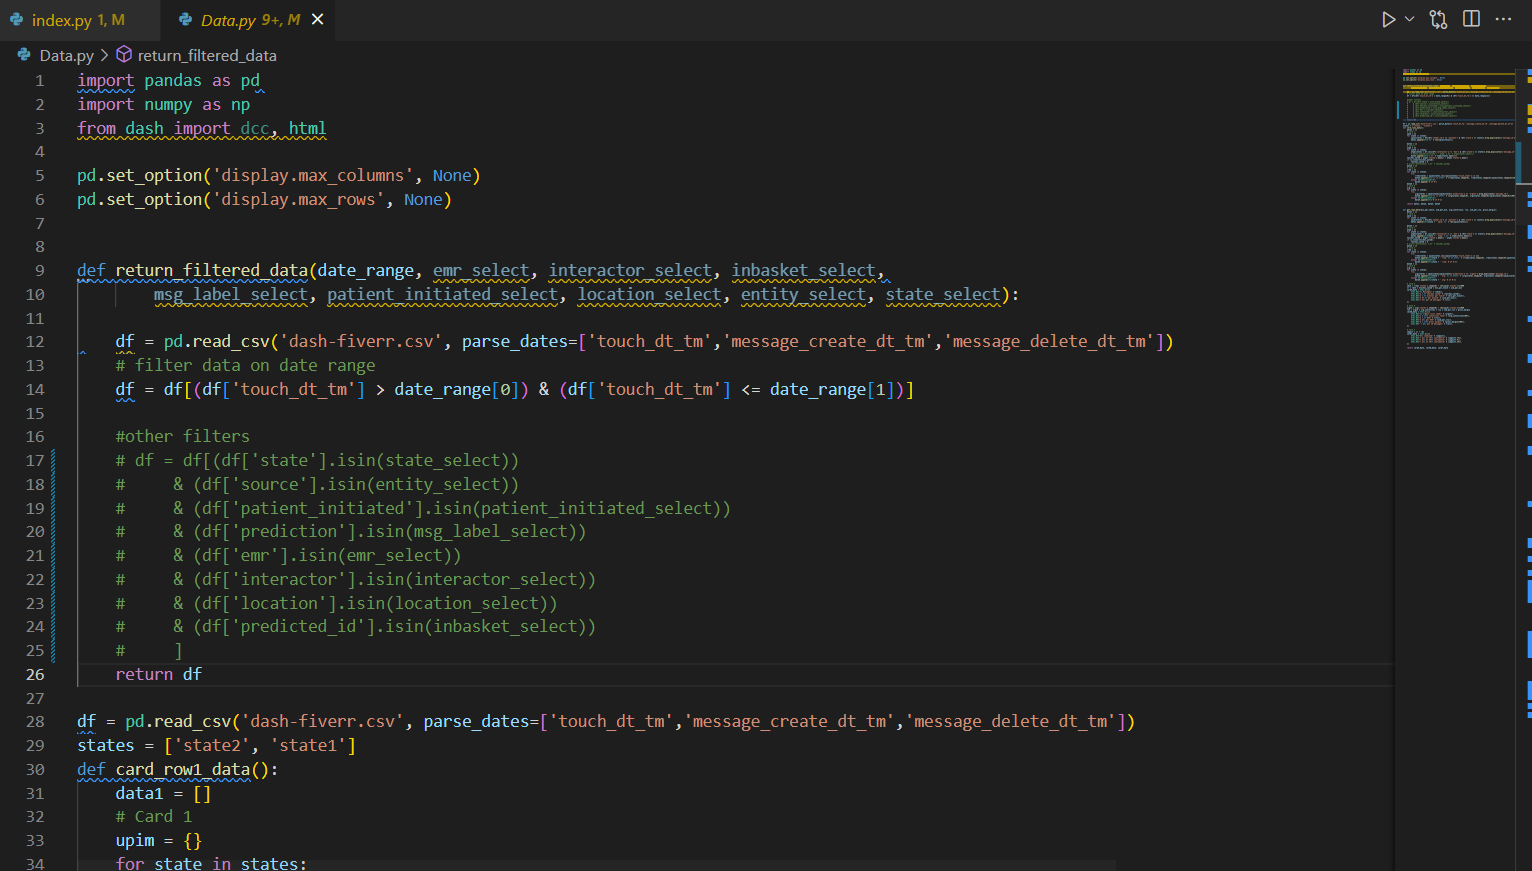 index.py 1, M
Data.py 9+, M
Data.py > return_filtered_data
1 import pandas as pd
2 import numpy as np
3 from dash import dcc, html
4
5 pd.set_option('display.max_columns', None)
6 pd.set_option('display.max_rows', None)
7
8
9 def return_filtered_data(date_range, emr_select, interactor_select, inbasket_select,
10         msg_label_select, patient_initiated_select, location_select, entity_select, state_select):
11
12     df = pd.read_csv('dash-fiverr.csv', parse_dates=['touch_dt_tm','message_create_dt_tm','message_delete_dt_tm'])
13     # filter data on date range
14     df = df[(df['touch_dt_tm'] > date_range[0]) & (df['touch_dt_tm'] <= date_range[1])]
15
16     #other filters
17     # df = df[(df['state'].isin(state_select))
18     #     & (df['source'].isin(entity_select))
19     #     & (df['patient_initiated'].isin(patient_initiated_select))
20     #     & (df['prediction'].isin(msg_label_select))
21     #     & (df['emr'].isin(emr_select))
22     #     & (df['interactor'].isin(interactor_select))
23     #     & (df['location'].isin(location_select))
24     #     & (df['predicted_id'].isin(inbasket_select))
25     #     ]
26     return df
27
28 df = pd.read_csv('dash-fiverr.csv', parse_dates=['touch_dt_tm','message_create_dt_tm','message_delete_dt_tm'])
29 states = ['state2', 'state1']
30 def card_row1_data():
31     data1 = []
32     # Card 1
33     upim = {}
34     for state in states: